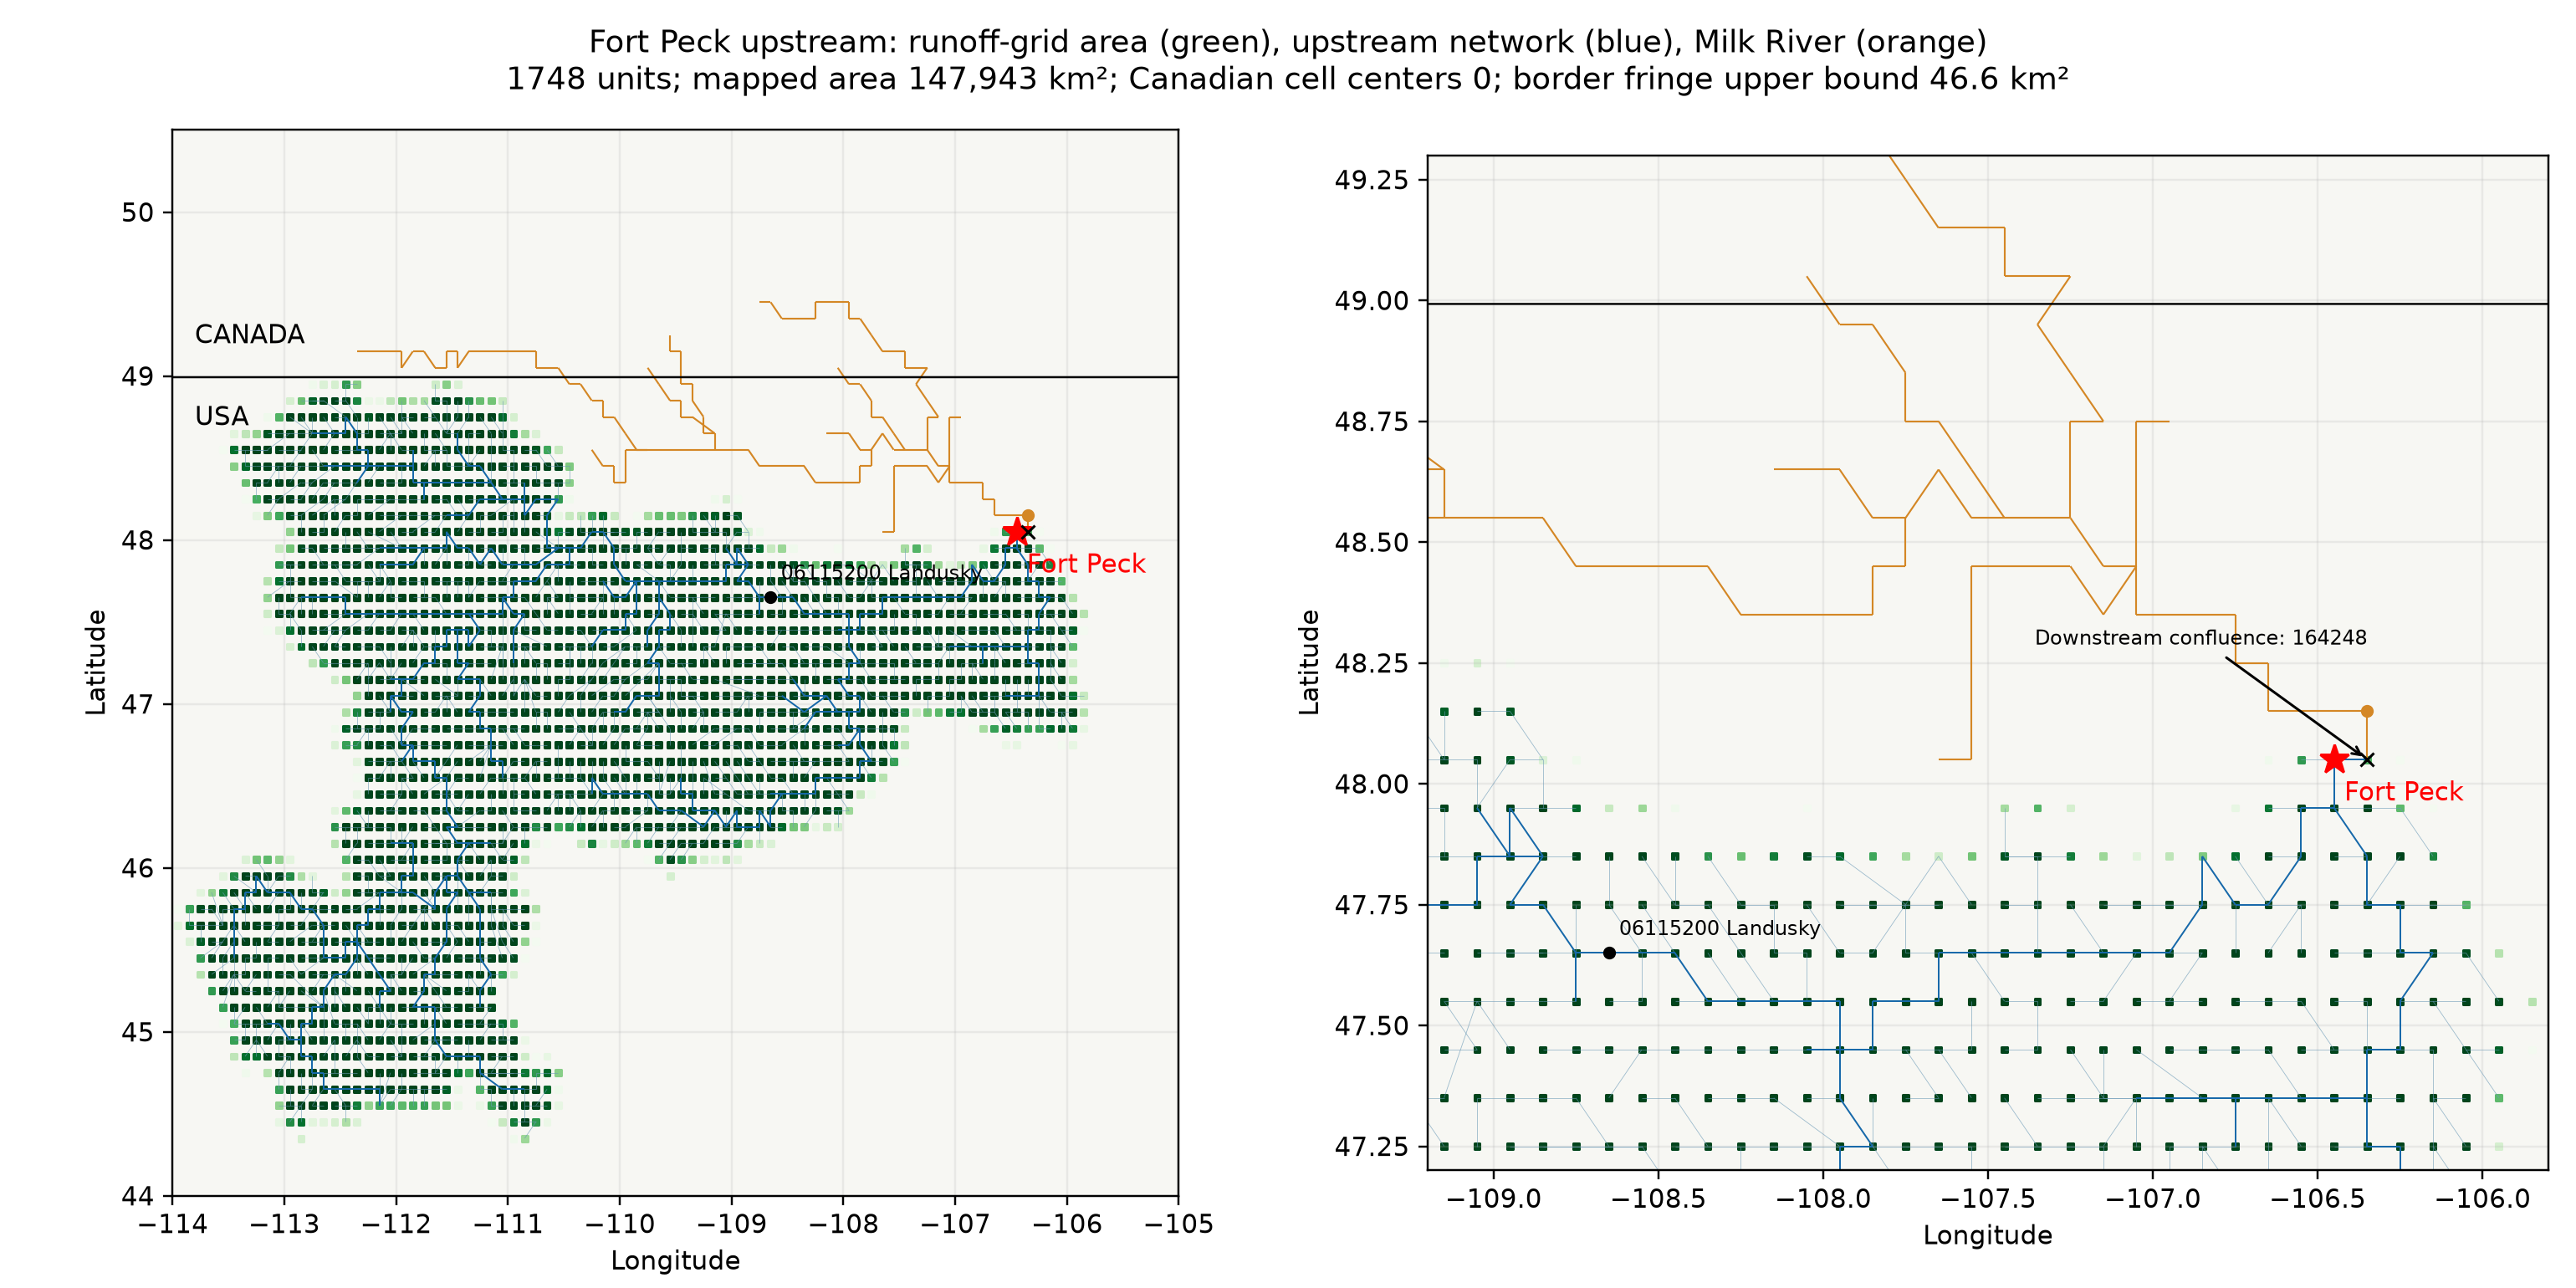 Fort Peck upstream: runoff-grid area (green), upstream network (blue), Milk River (orange)
1748 units; mapped area 147,943 km²; Canadian cell centers 0; border fringe upper bound 46.6 km²
50
49
48
47
46
45
44
Latitude
CANADA
USA
06115200 Landusky
Fort Peck
−114
−113
−112
−111
−110
−109
−108
−107
−106
−105
Longitude
49.25
49.00
48.75
48.50
48.25
48.00
47.75
47.50
47.25
Latitude
Downstream confluence: 164248
Fort Peck
06115200 Landusky
−109.0
−108.5
−108.0
−107.5
−107.0
−106.5
−106.0
Longitude